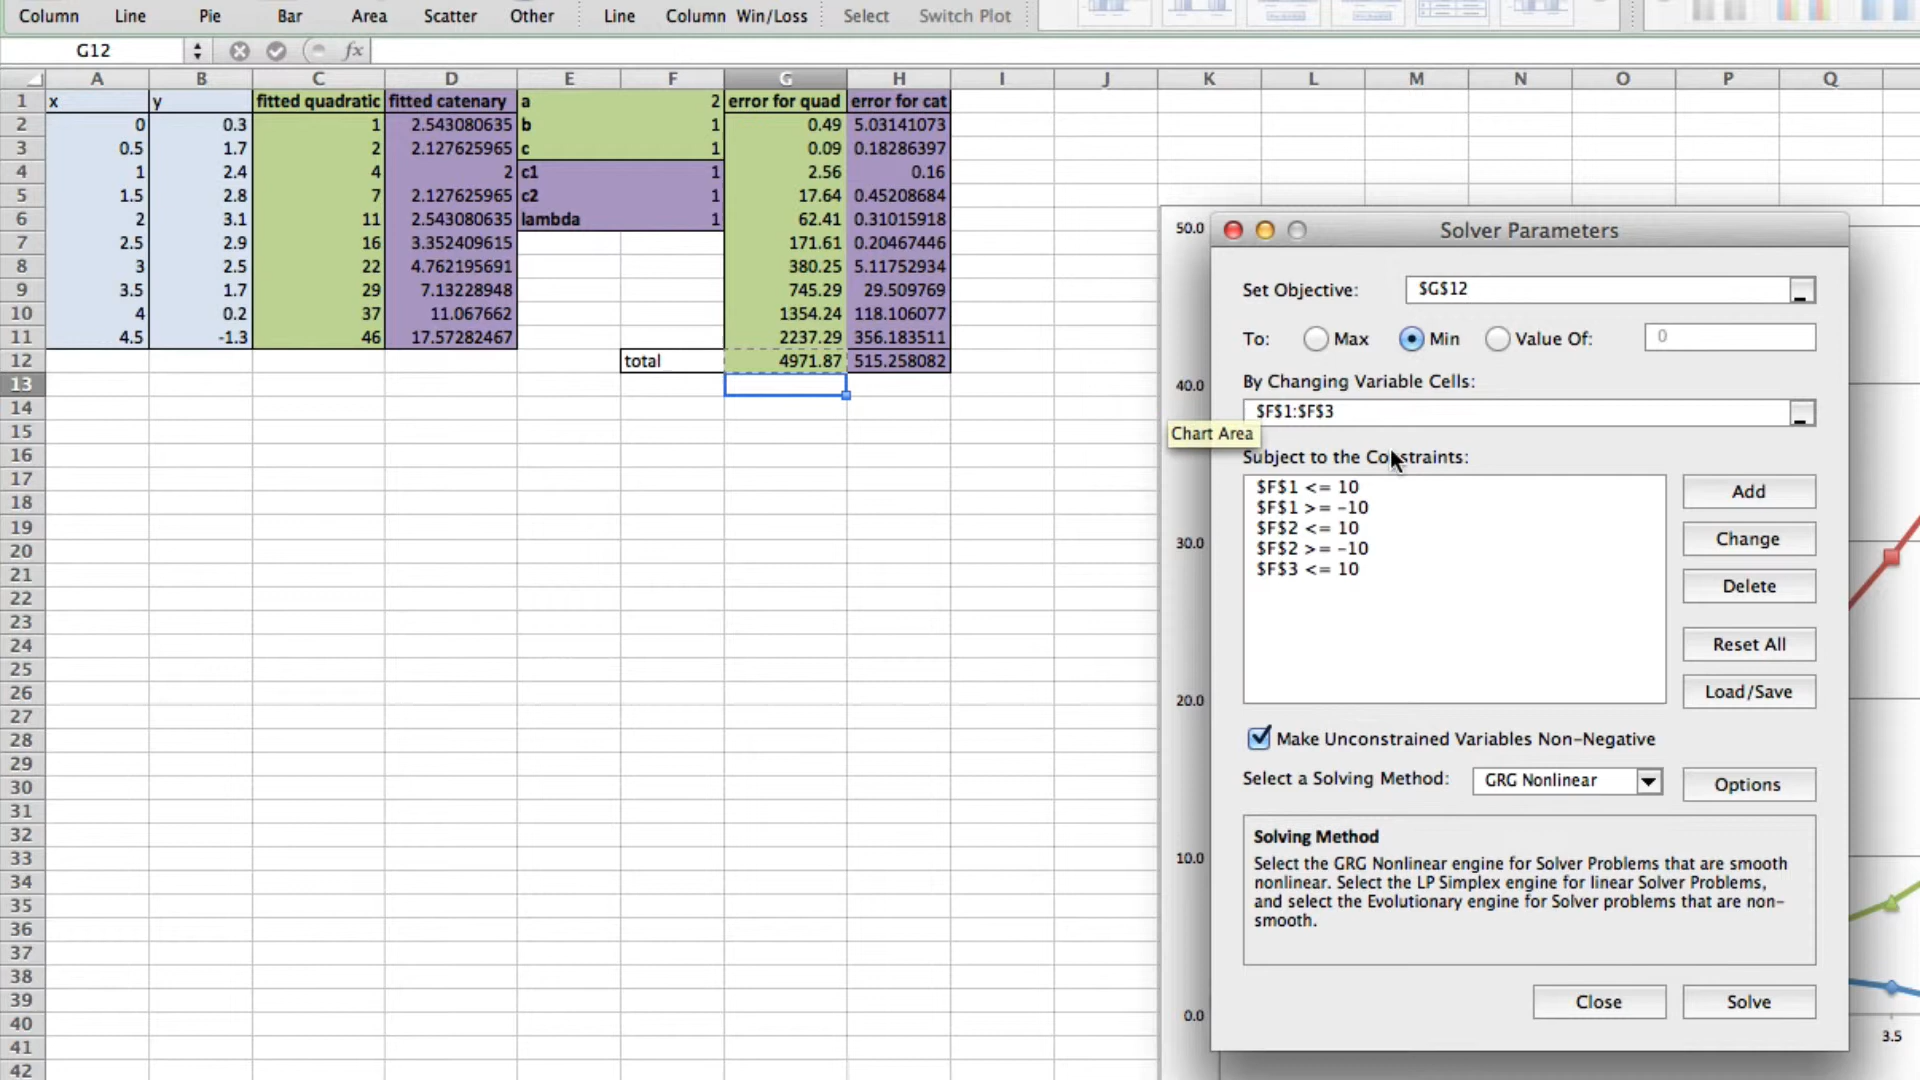 Column Line Pie Bar Area Scatter Other Line Column Win/Loss Select Switch Plot
G12 fx
A B C D E F G H I J K L M N O P Q
1 x y fitted quadratic fitted catenary a 2 error for quad error for cat
2 0 0.3 1 2.543080635 b 1 0.49 5.03141073
3 0.5 1.7 2 2.127625965 c 1 0.09 0.18286397
4 1 2.4 4 2 c1 1 2.56 0.16
5 1.5 2.8 7 2.127625965 c2 1 17.64 0.45208684
6 2 3.1 11 2.543080635 lambda 1 62.41 0.31015918
7 2.5 2.9 16 3.352409615 171.61 0.20467446
8 3 2.5 22 4.762195691 380.25 5.11752934
9 3.5 1.7 29 7.13228948 745.29 29.509769
10 4 0.2 37 11.067662 1354.24 118.106077
11 4.5 -1.3 46 17.57282467 2237.29 356.183511
12 total 4971.87 515.258082
13
14
15
16
17
18
19
20
21
22
23
24
25
26
27
28
29
30
31
32
33
34
35
36
37
38
39
40
41
42
50.0
40.0
30.0
20.0
10.0
0.0
3.5
Chart Area
Solver Parameters
Set Objective: $G$12
To: Max Min Value Of: 0
By Changing Variable Cells:
$F$1:$F$3
Subject to the Constraints:
$F$1 <= 10
$F$1 >= -10
$F$2 <= 10
$F$2 >= -10
$F$3 <= 10
Add
Change
Delete
Reset All
Load/Save
Make Unconstrained Variables Non-Negative
Select a Solving Method: GRG Nonlinear Options
Solving Method
Select the GRG Nonlinear engine for Solver Problems that are smooth
nonlinear. Select the LP Simplex engine for linear Solver Problems,
and select the Evolutionary engine for Solver problems that are non-
smooth.
Close Solve